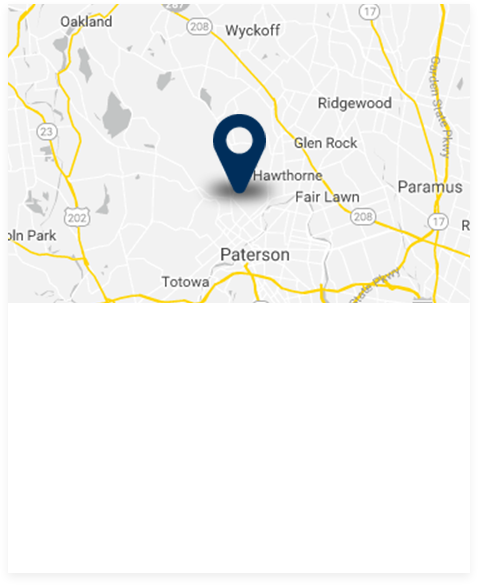 287
Oakland
208
Wyckoff
17
Garden State Pkwy
Ridgewood
23
Glen Rock
Hawthorne
Paramus
Fair Lawn
202
208
17
R
oln Park
Paterson
State Pkwy
Totowa